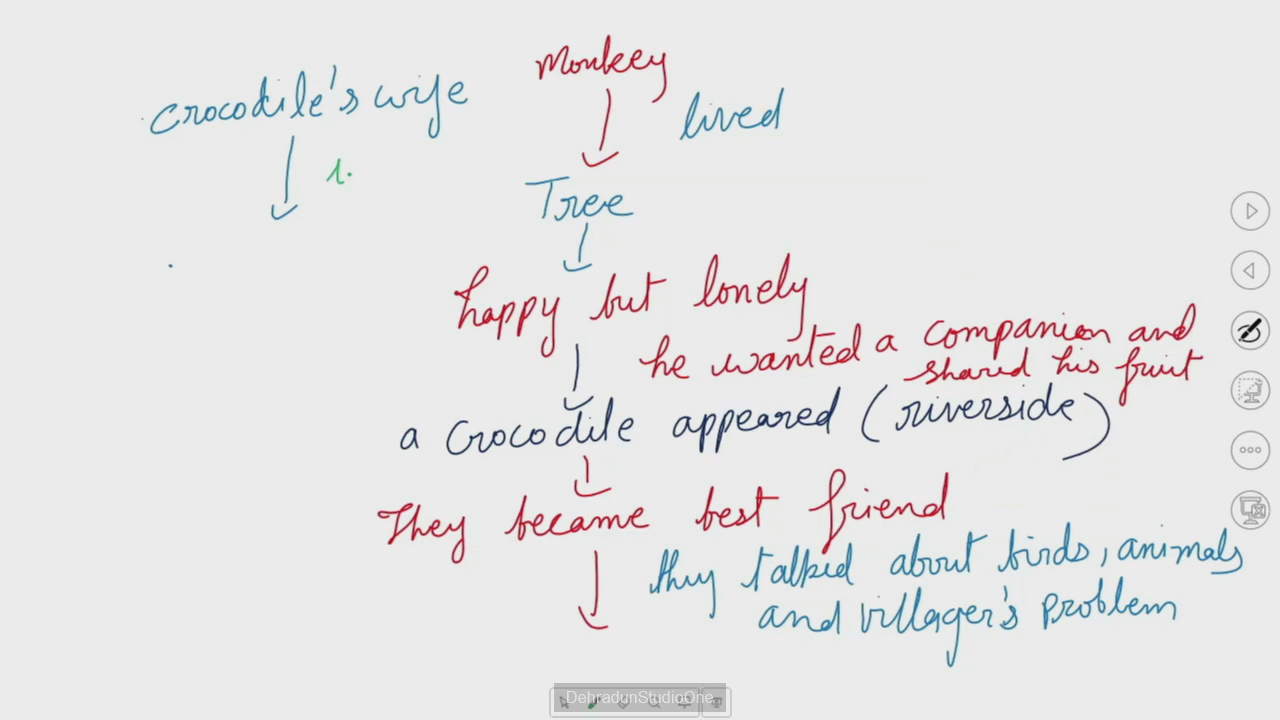 Monkey
crocodile's wife
lived
1.
Tree
happy but lonely
he wanted a companion and
shared his fruit
a crocodile appeared (riverside)
They became best friend
they talked about birds, animals
and villager's problem
DehradunStudioOne